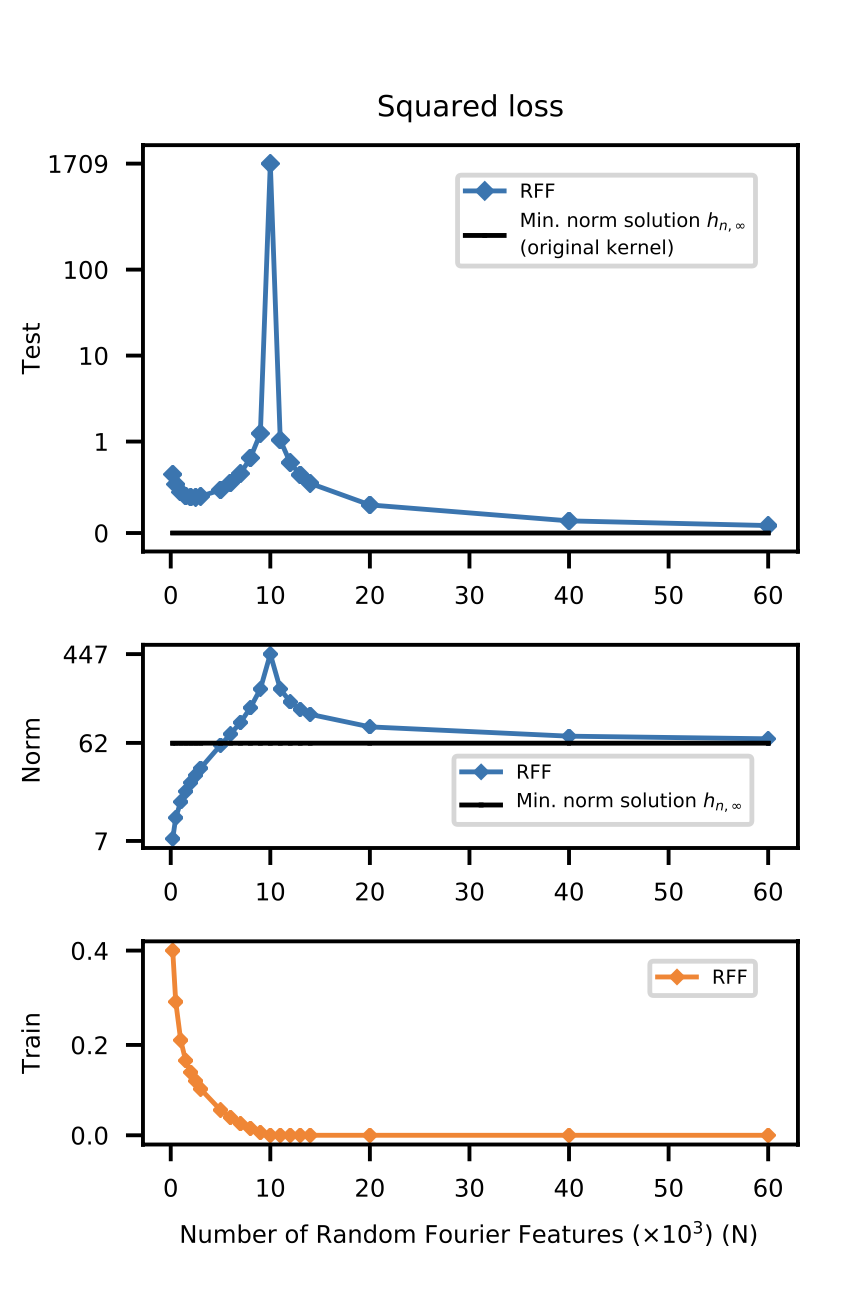 Squared loss
1709
100
10
1
0
Test
RFF
Min. norm solution hₙ,∞
(original kernel)
0 10 20 30 40 50 60
447
62
7
Norm
RFF
Min. norm solution hₙ,∞
0 10 20 30 40 50 60
0.4
0.2
0.0
Train
RFF
0 10 20 30 40 50 60
Number of Random Fourier Features (×10³) (N)